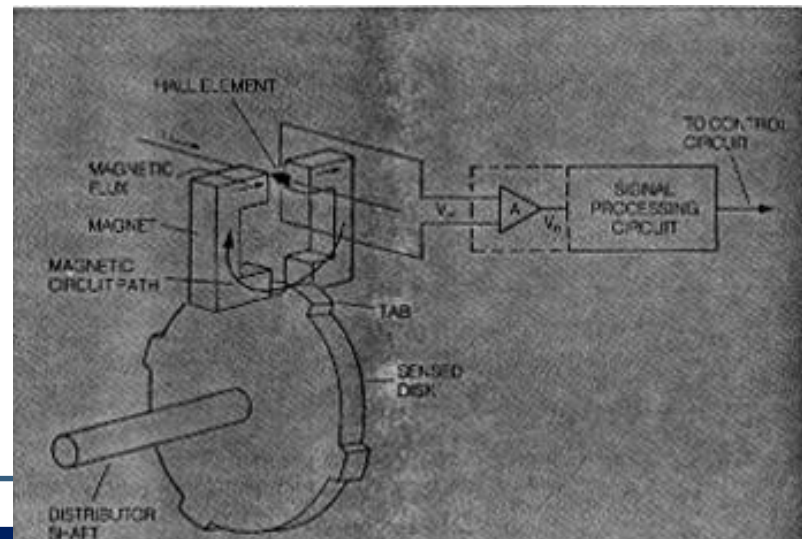 HALL ELEMENT
MAGNETIC
FLUX
MAGNET
MAGNETIC
CIRCUIT PATH
TAB
SENSED
DISK
DISTRIBUTOR
SHAFT
A
SIGNAL
PROCESSING
CIRCUIT
TO CONTROL
CIRCUIT